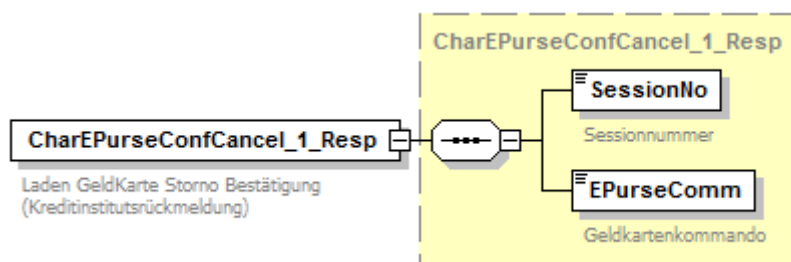 CharEPurseConfCancel_1_Resp
SessionNo
Sessionnummer
CharEPurseConfCancel_1_Resp
Laden GeldKarte Storno Bestätigung
(Kreditinstitutsrückmeldung)
EPurseComm
Geldkartenkommando